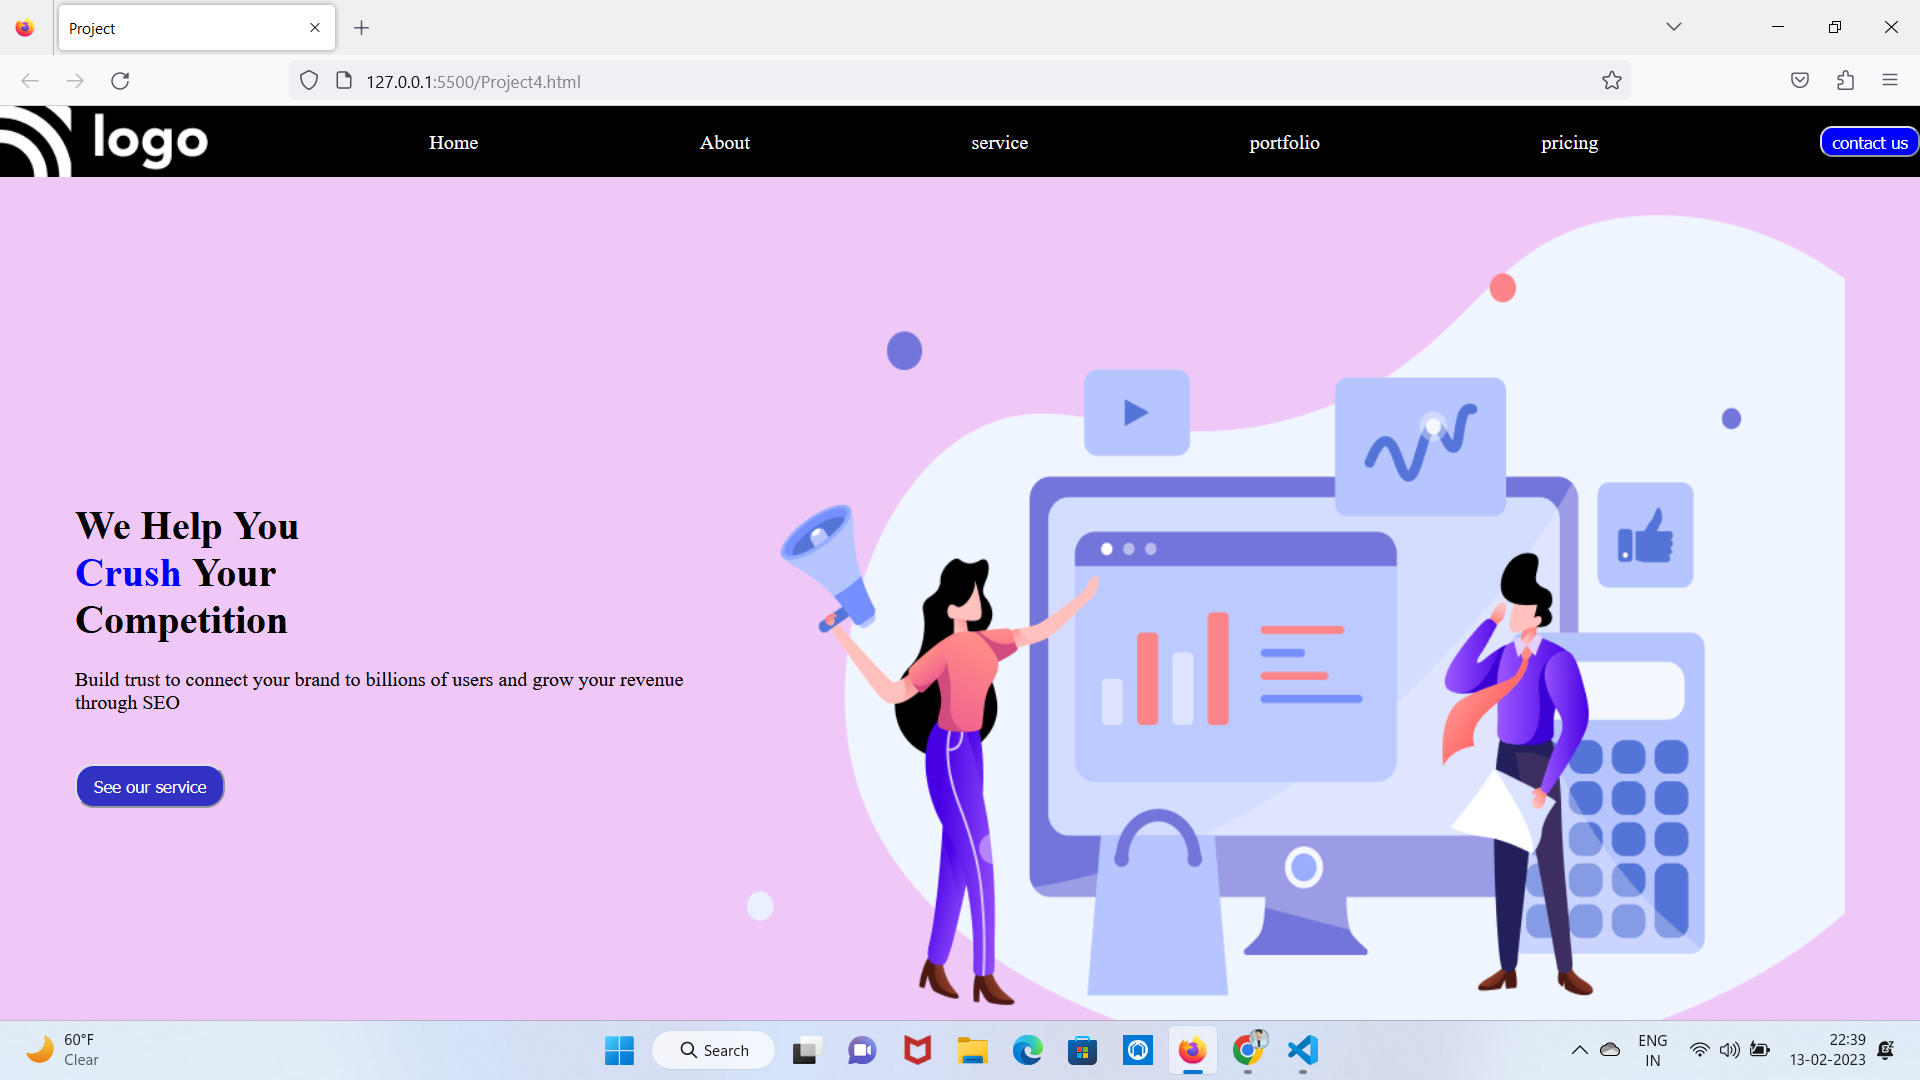 Project
127.0.0.1:5500/Project4.html
logo
Home
About
service
portfolio
pricing
contact us
We Help You
Crush Your
Competition
Build trust to connect your brand to billions of users and grow your revenue
through SEO
See our service
60°F
Clear
Search
ENG
IN
22:39
13-02-2023